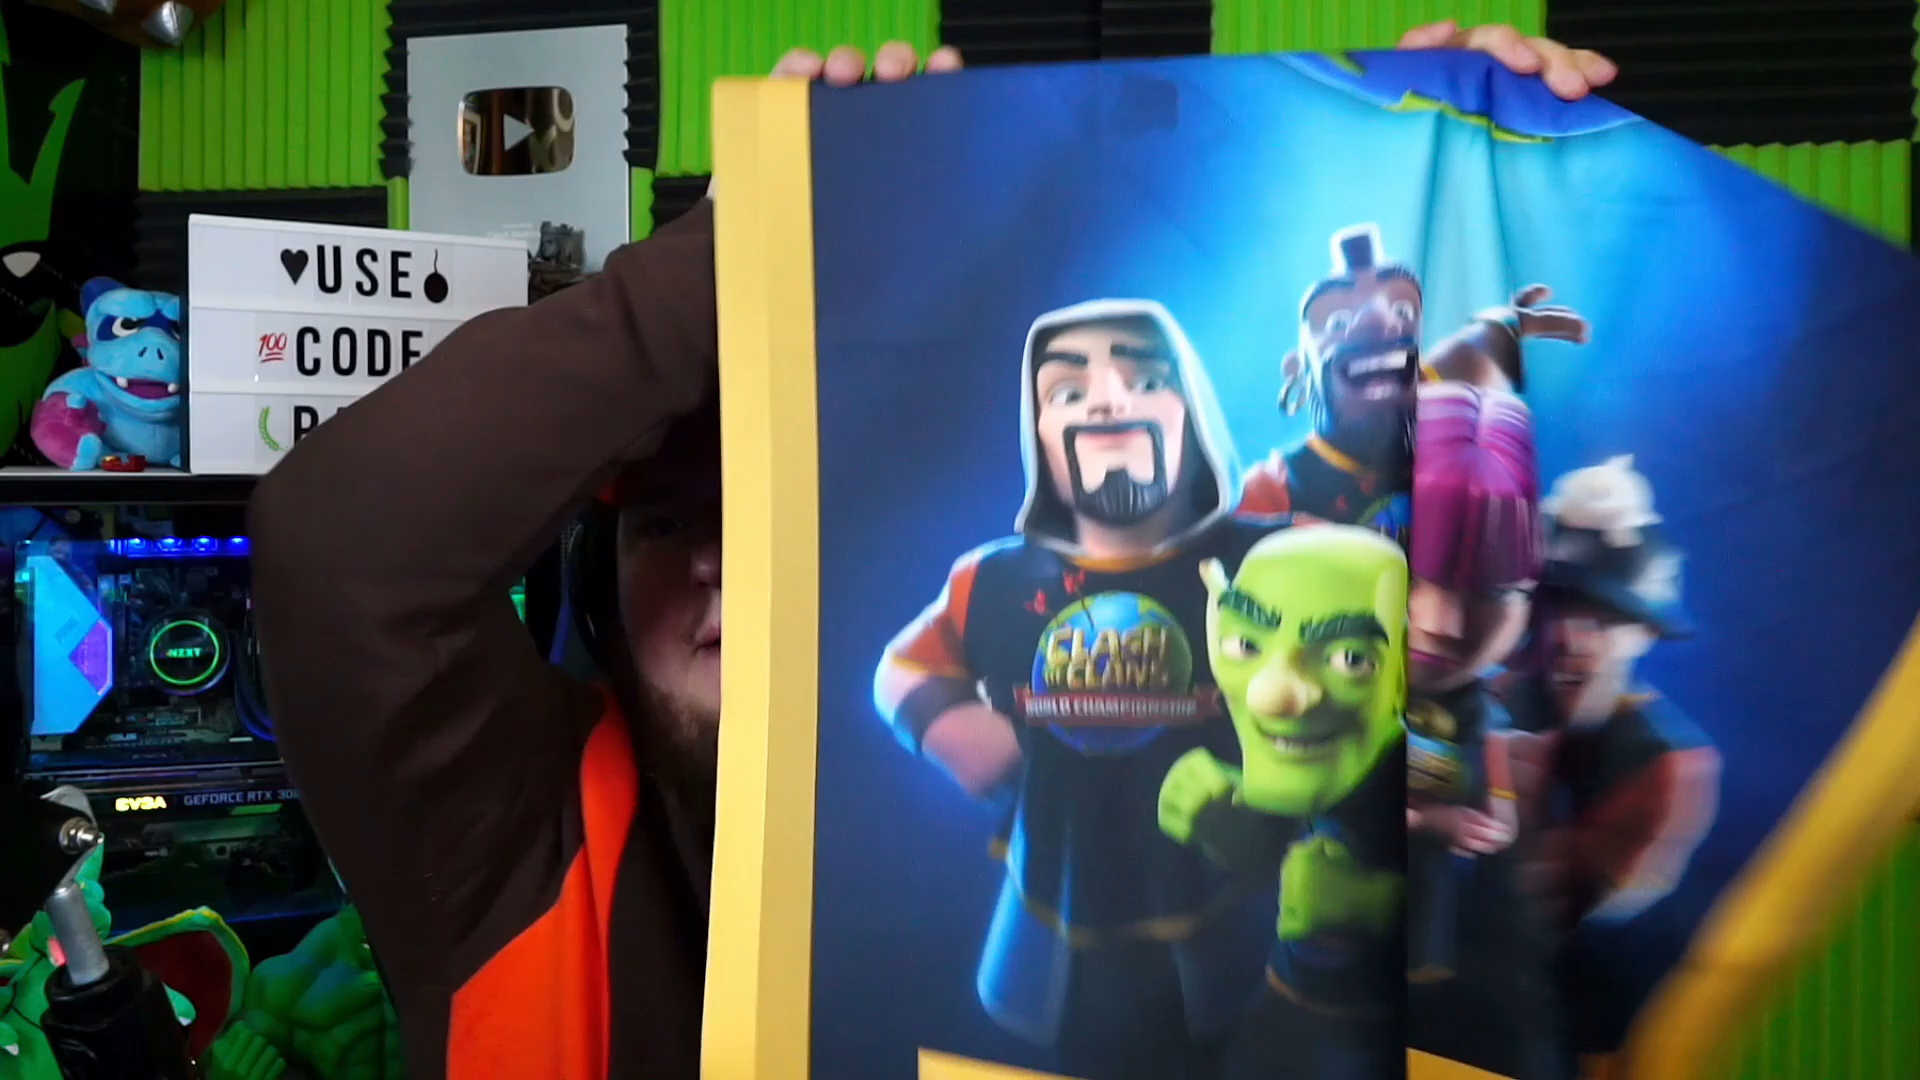 ♥USE💣
💯CODE
NZXT
EVGA GEFORCE RTX
CLASH
OF CLANS
WORLD CHAMPIONSHIP